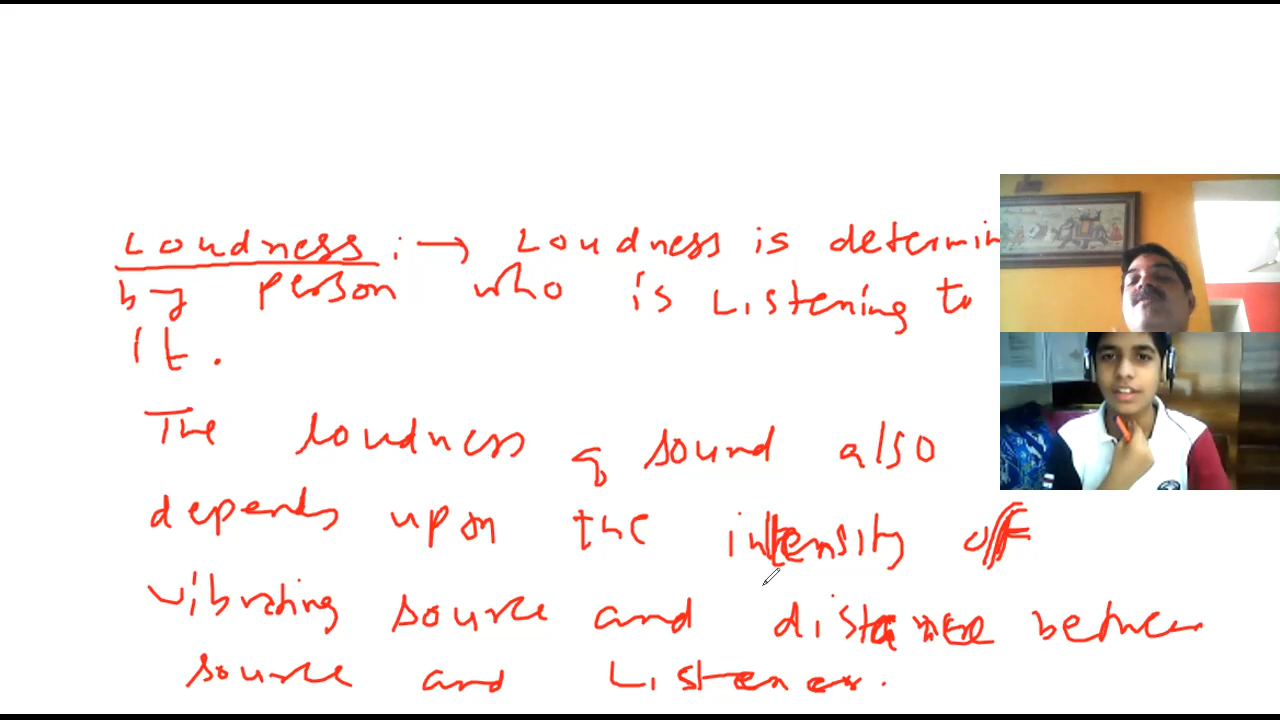 Loudness : → Loudness is determin
by person who is Listening to
it.
The loudness of sound also
depends upon the intensity off
vibrating source and distance between
source and Listener.